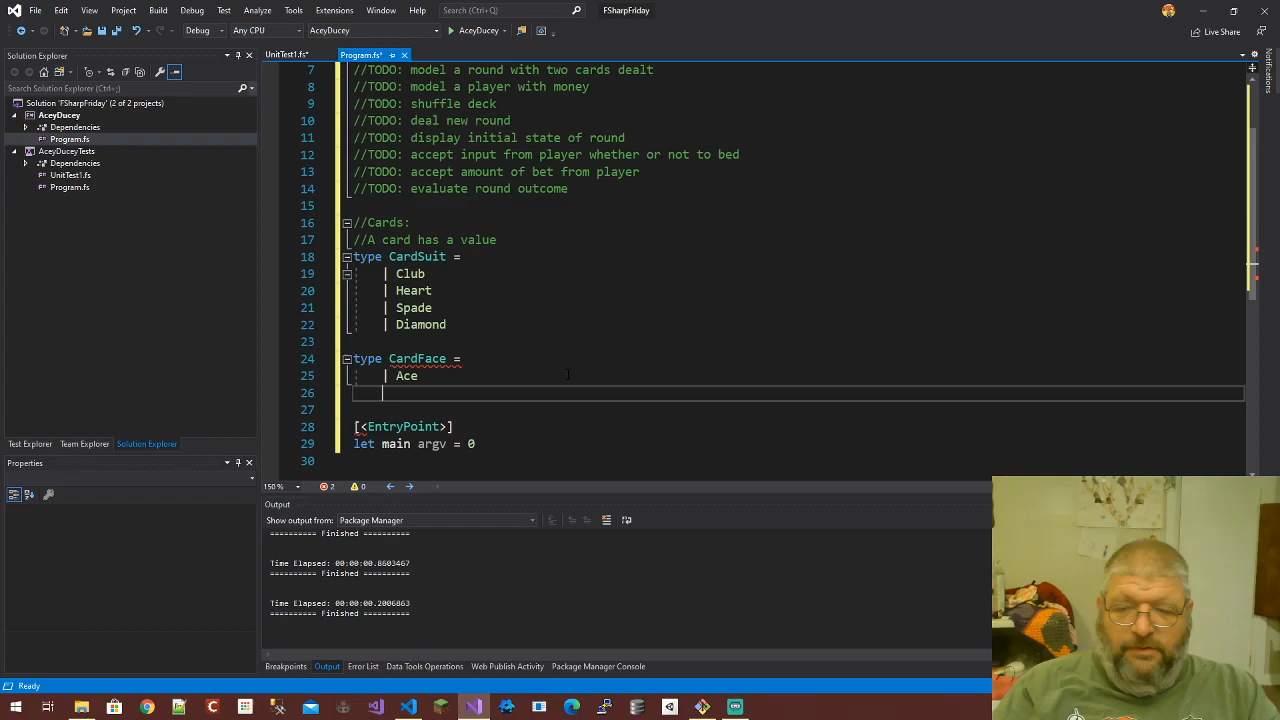 File Edit View Git Project Build Debug Test Analyze Tools Extensions Window Help Search (Ctrl+Q) FSharpFriday
Debug Any CPU AceyDucey AceyDucey Live Share
Solution Explorer
Search Solution Explorer (Ctrl+;)
Solution 'FSharpFriday' (2 of 2 projects)
AceyDucey
Dependencies
Program.fs
AceyDuceyTests
Dependencies
UnitTest1.fs
Program.fs
Test Explorer Team Explorer Solution Explorer
Properties
UnitTest1.fs* Program.fs*
7 //TODO: model a round with two cards dealt
8 //TODO: model a player with money
9 //TODO: shuffle deck
10 //TODO: deal new round
11 //TODO: display initial state of round
12 //TODO: accept input from player whether or not to bed
13 //TODO: accept amount of bet from player
14 //TODO: evaluate round outcome
15
16 //Cards:
17 //A card has a value
18 type CardSuit =
19 | Club
20 | Heart
21 | Spade
22 | Diamond
23
24 type CardFace =
25 | Ace
26
27
28 [<EntryPoint>]
29 let main argv = 0
30
150 % 2 0
Output
Show output from: Package Manager
========== Finished ==========
Time Elapsed: 00:00:00.8603467
========== Finished ==========
Time Elapsed: 00:00:00.2006863
========== Finished ==========
Breakpoints Output Error List Data Tools Operations Web Publish Activity Package Manager Console
Notifications
Ready